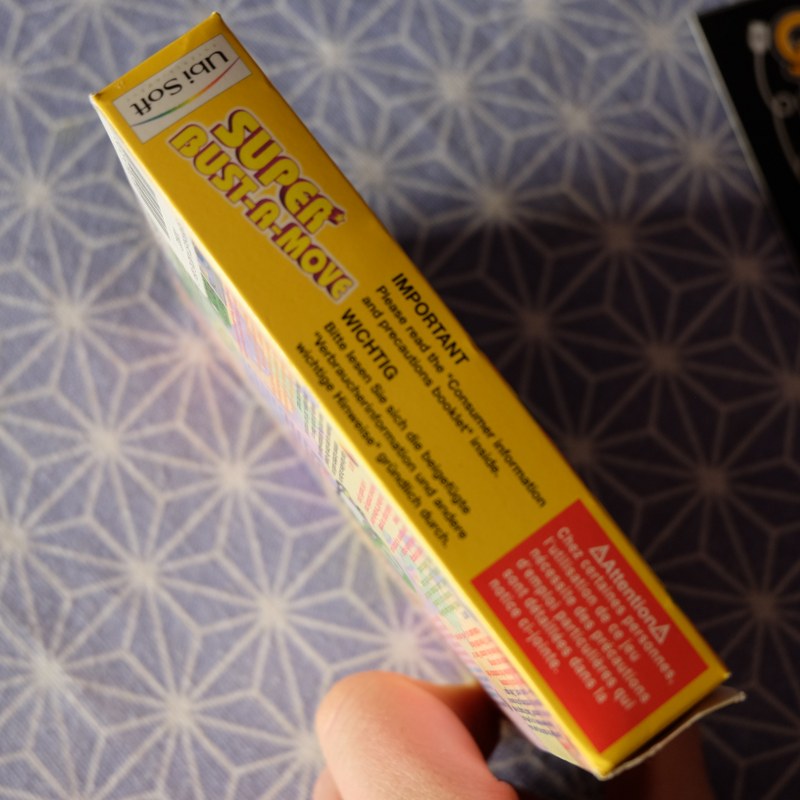 Ubi Soft
SUPER
BUST-A-MOVE
IMPORTANT
Please read the "Consumer information
and precautions booklet" inside.
WICHTIG
Bitte lesen Sie sich die beigefügte
"Verbraucherinformation und andere
wichtige Hinweise" gründlich durch.
⚠Attention⚠
Chez certaines personnes,
l'utilisation de ce jeu
nécessite des précautions
d'emploi particulières qui
sont détaillées dans la
notice ci-jointe.